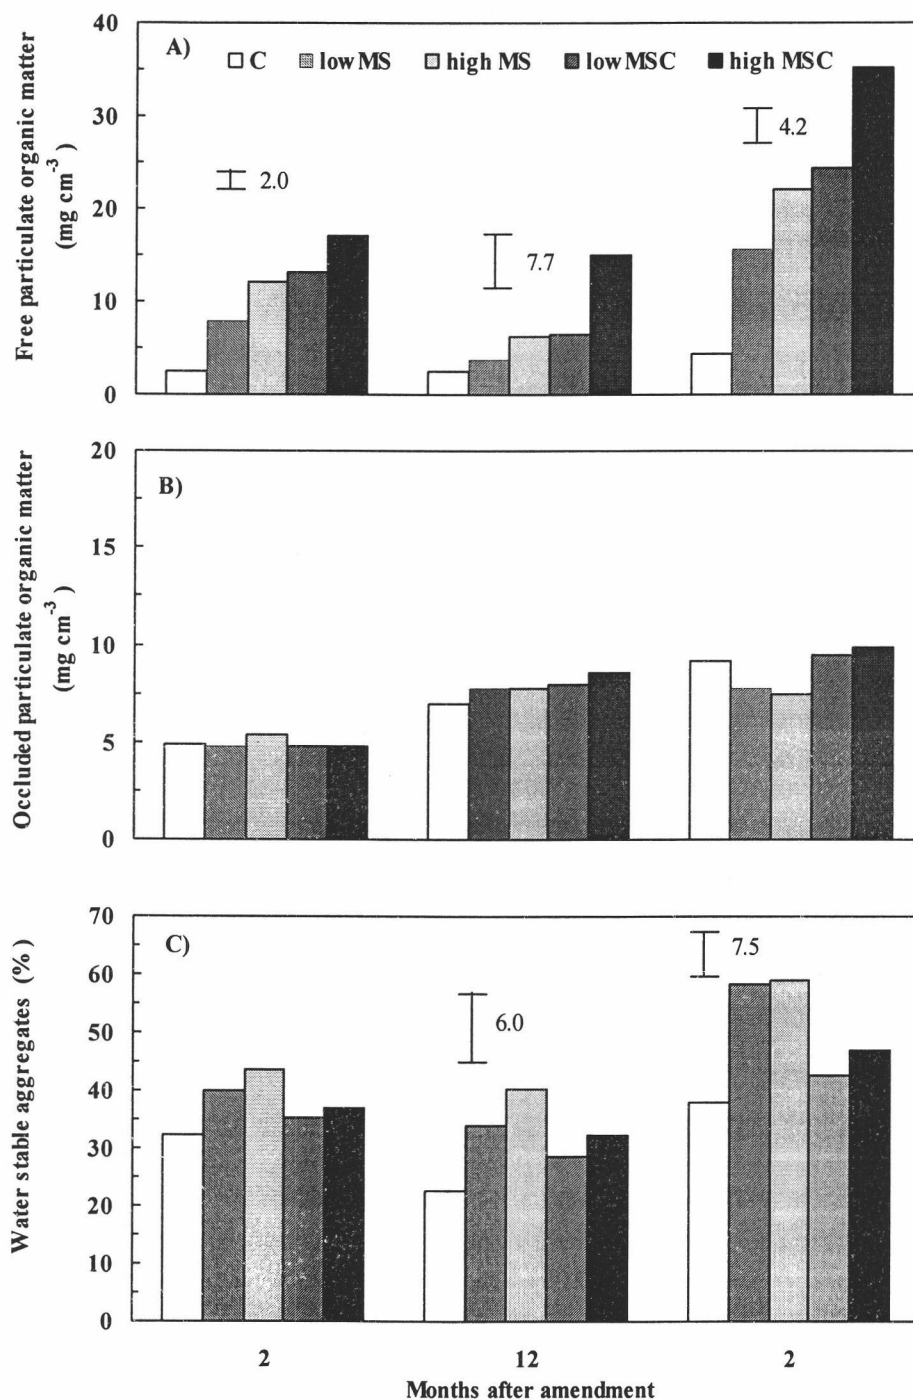 40
A)
C low MS high MS low MSC high MSC
30
4.2
2.0
20
7.7
10
0
Free particulate organic matter
(mg cm-3)
20
B)
15
10
5
0
Occluded particulate organic matter
(mg cm-3)
70
C)
7.5
60
6.0
50
40
30
20
10
0
Water stable aggregates (%)
2 12 2
Months after amendment